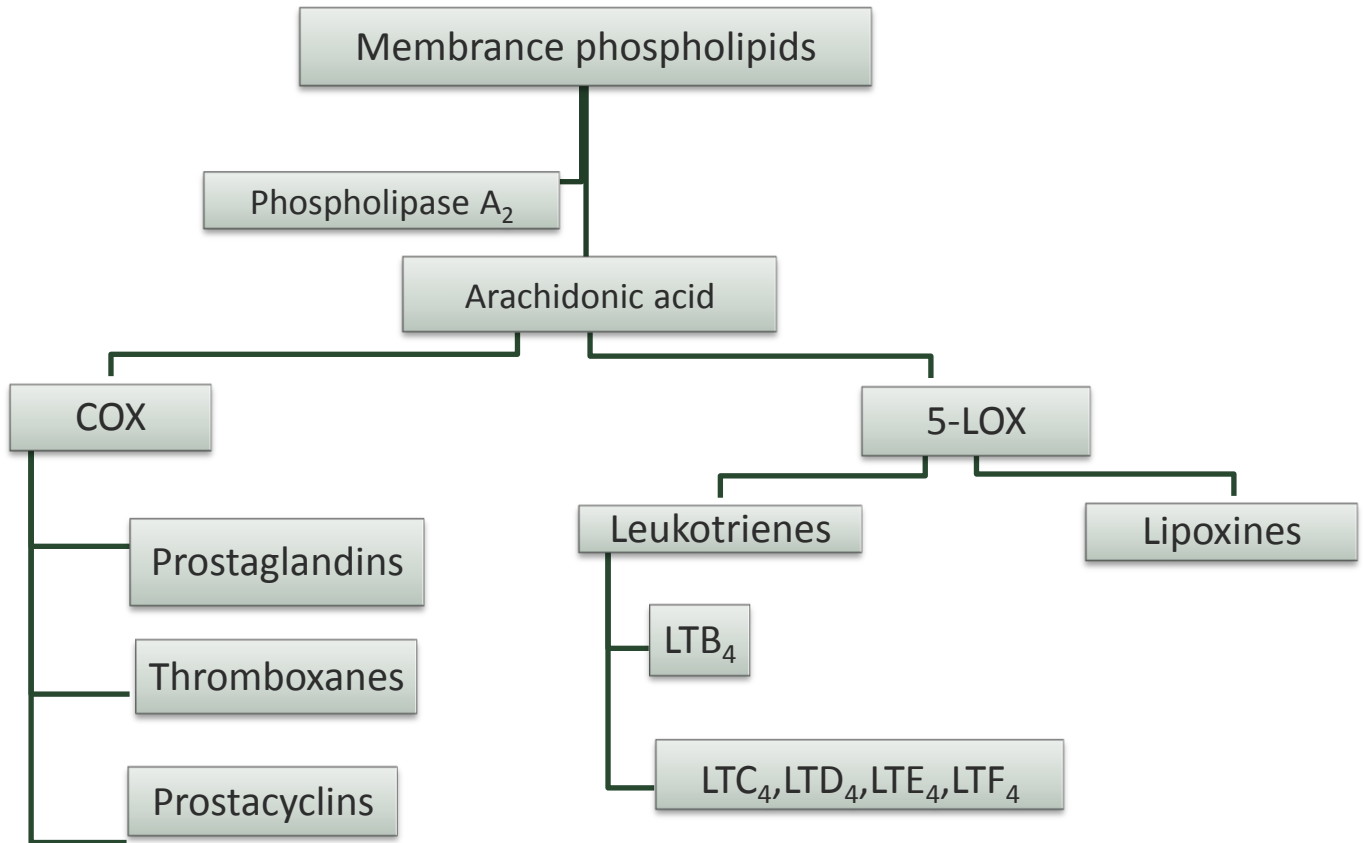 Membrance phospholipids
Phospholipase A₂
Arachidonic acid
COX
5-LOX
Leukotrienes
Lipoxines
Prostaglandins
LTB₄
Thromboxanes
LTC₄,LTD₄,LTE₄,LTF₄
Prostacyclins